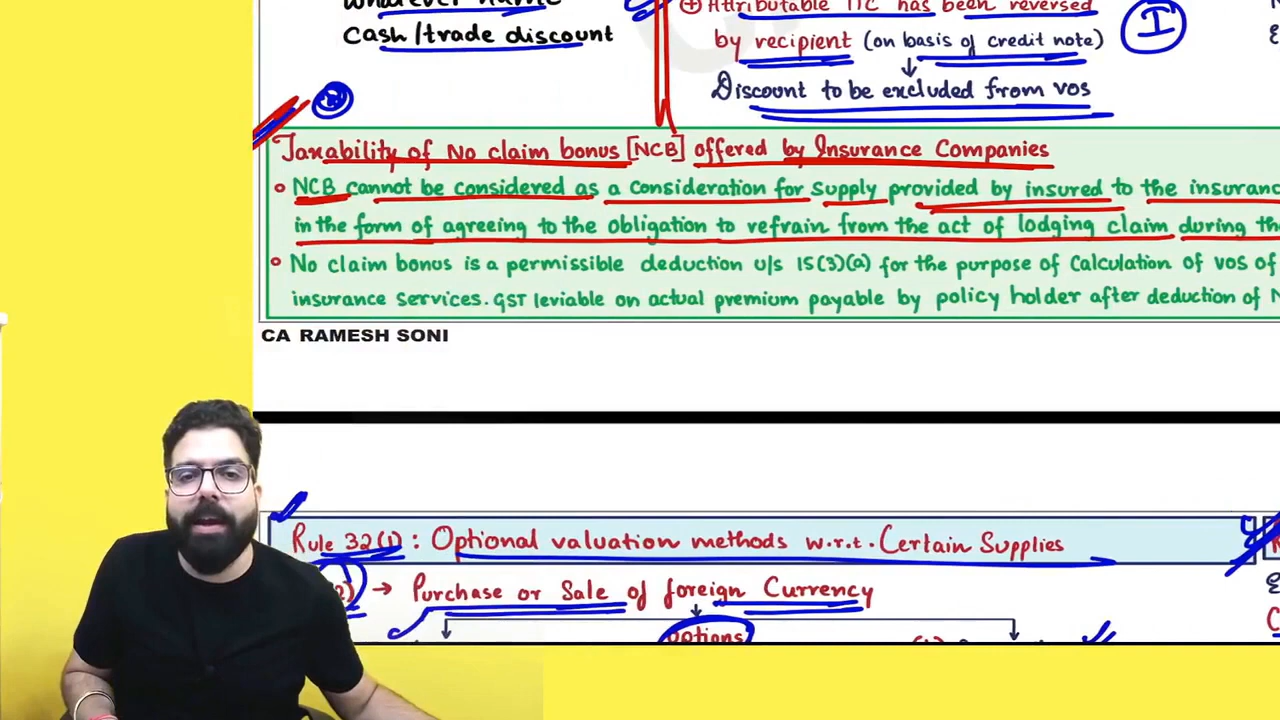 whatever name
Cash/trade discount
⊕ Attributable ITC has been reversed
by recipient (on basis of credit note)
I
↓
Discount to be excluded from VOS
Taxability of No claim bonus [NCB] offered by Insurance Companies
NCB cannot be considered as a consideration for supply provided by insured to the insuranc
in the form of agreeing to the obligation to refrain from the act of lodging claim during th
No claim bonus is a permissible deduction u/s 15(3)(a) for the purpose of Calculation of VOS of
insurance services. GST leviable on actual premium payable by policy holder after deduction of N
CA RAMESH SONI
Rule 32(1): Optional valuation methods w.r.t. Certain Supplies
→ Purchase or Sale of foreign Currency
Options